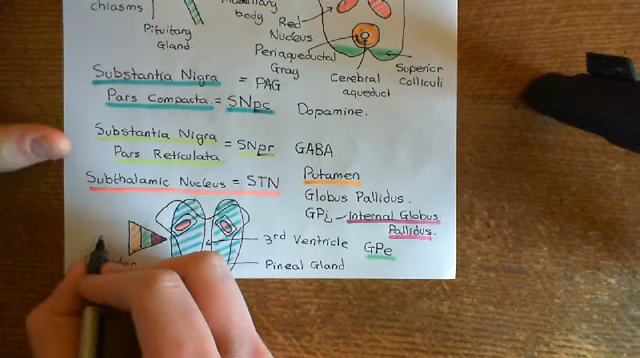 chiasms
Pituitary
Gland.
body
Red
Nucleus
Periaqueductal
Gray
Cerebral
aqueduct
Superior
Colliculi
Substantia Nigra = PAG
Pars Compacta = SNpc
Dopamine.
Substantia Nigra
Pars Reticulata = SNpr
GABA
Subthalamic Nucleus = STN
Putamen
Globus Pallidus.
GPi - Internal Globus
Pallidus.
GPe
3rd Ventricle
Pineal Gland